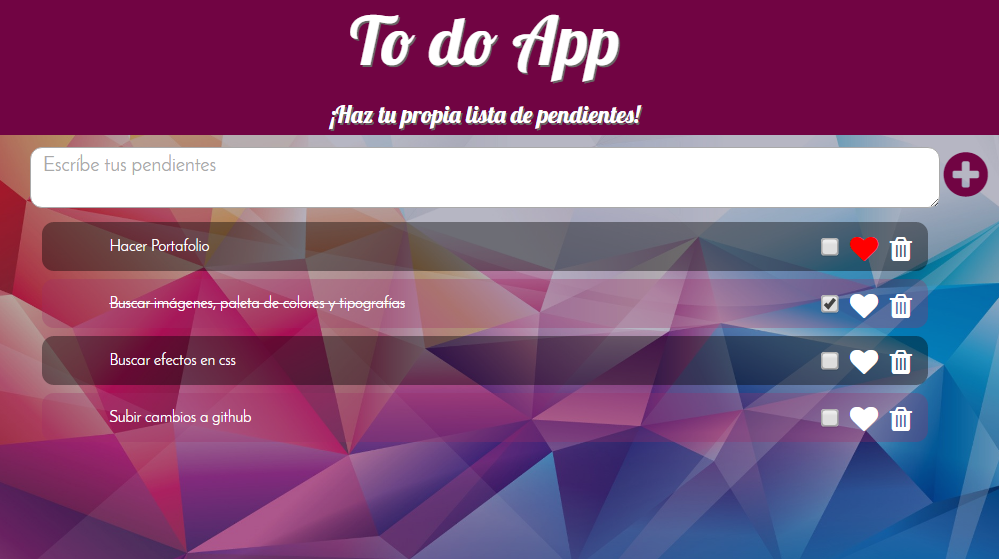 To do App
¡Haz tu propia lista de pendientes!
Escribe tus pendientes
Hacer Portafolio
Buscar imágenes, paleta de colores y tipografías
Buscar efectos en css
Subir cambios a github